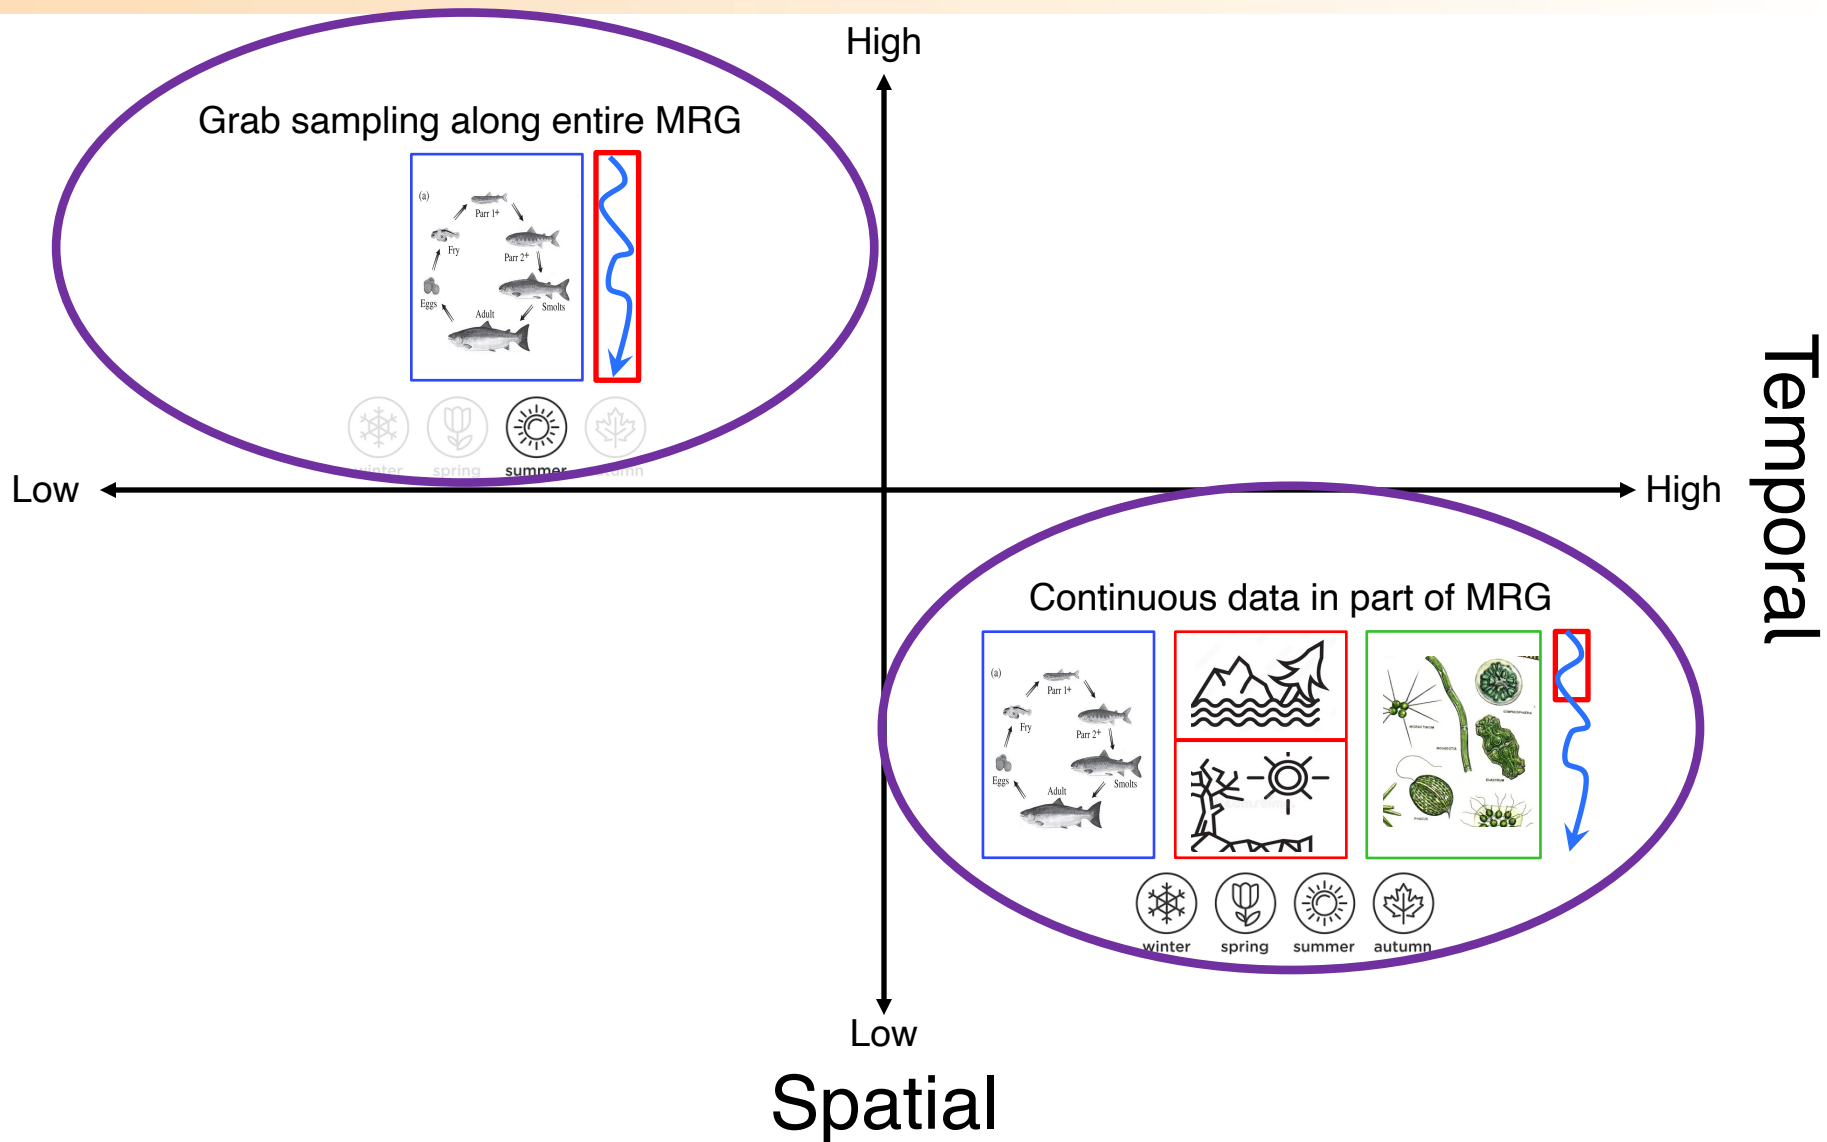 High
Grab sampling along entire MRG
(a)
Parr 1+
Fry
Parr 2+
Eggs
Smolts
Adult
winter
spring
summer
Low
High
Temporal
Continuous data in part of MRG
(a)
Parr 1+
Fry
Parr 2+
Eggs
Smolts
Adult
winter
spring
summer
autumn
Low
Spatial